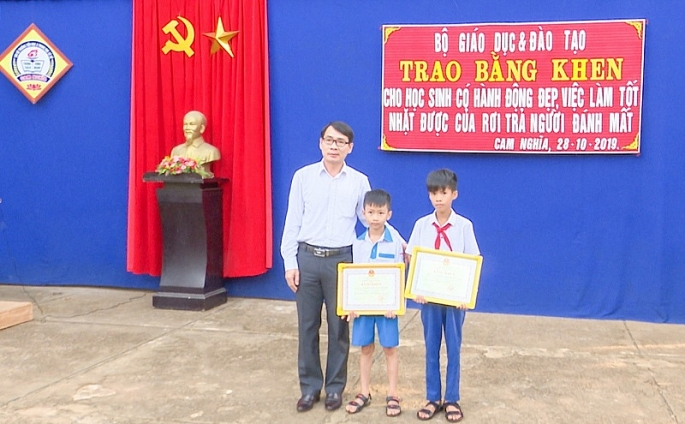 BỘ GIÁO DỤC & ĐÀO TẠO
TRAO BẰNG KHEN
CHO HỌC SINH CÓ HÀNH ĐỘNG ĐẸP, VIỆC LÀM TỐT
NHẶT ĐƯỢC CỦA RƠI TRẢ NGƯỜI ĐÁNH MẤT
CAM NGHĨA, 28-10-2019.